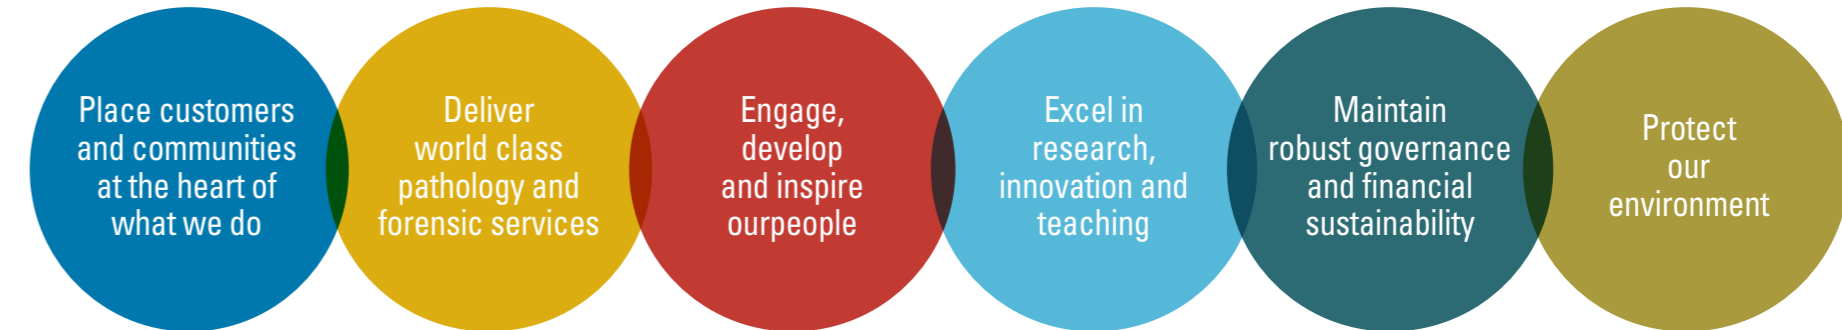 Place customers
and communities
at the heart of
what we do
Deliver
world class
pathology and
forensic services
Engage,
develop
and inspire
ourpeople
Excel in
research,
innovation and
teaching
Maintain
robust governance
and financial
sustainability
Protect
our
environment